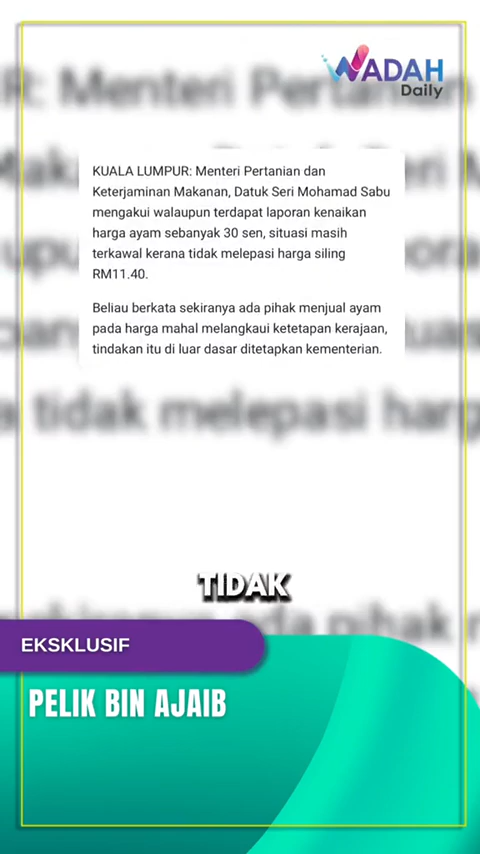 WADAH
Daily
KUALA LUMPUR: Menteri Pertanian dan
Keterjaminan Makanan, Datuk Seri Mohamad Sabu
mengakui walaupun terdapat laporan kenaikan
harga ayam sebanyak 30 sen, situasi masih
terkawal kerana tidak melepasi harga siling
RM11.40.
Beliau berkata sekiranya ada pihak menjual ayam
pada harga mahal melangkaui ketetapan kerajaan,
tindakan itu di luar dasar ditetapkan kementerian.
a tidak melepasi harg
TIDAK
EKSKLUSIF
PELIK BIN AJAIB